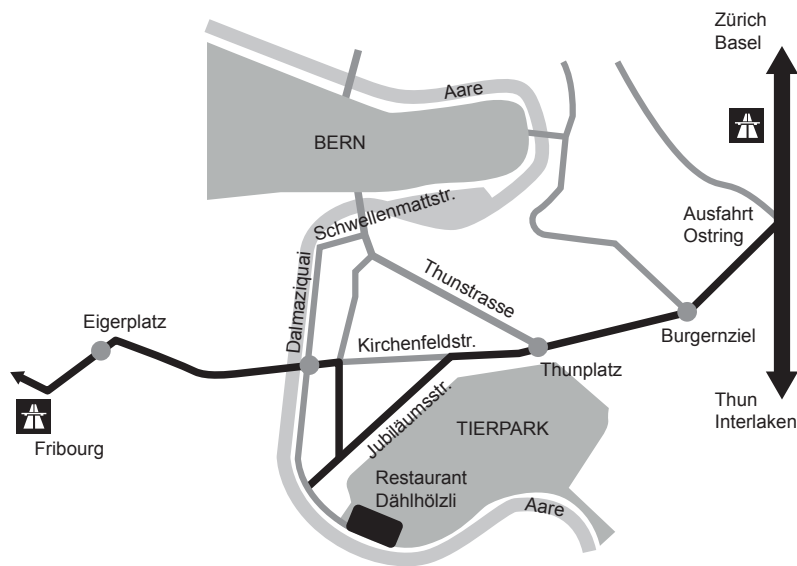 Zürich
Basel
Aare
BERN
Schwellenmattstr.
Ausfahrt
Ostring
Thunstrasse
Dalmaziquai
Eigerplatz
Kirchenfeldstr.
Burgernziel
Thunplatz
Jubiläumsstr.
Thun
Interlaken
TIERPARK
Fribourg
Restaurant
Dählhölzli
Aare